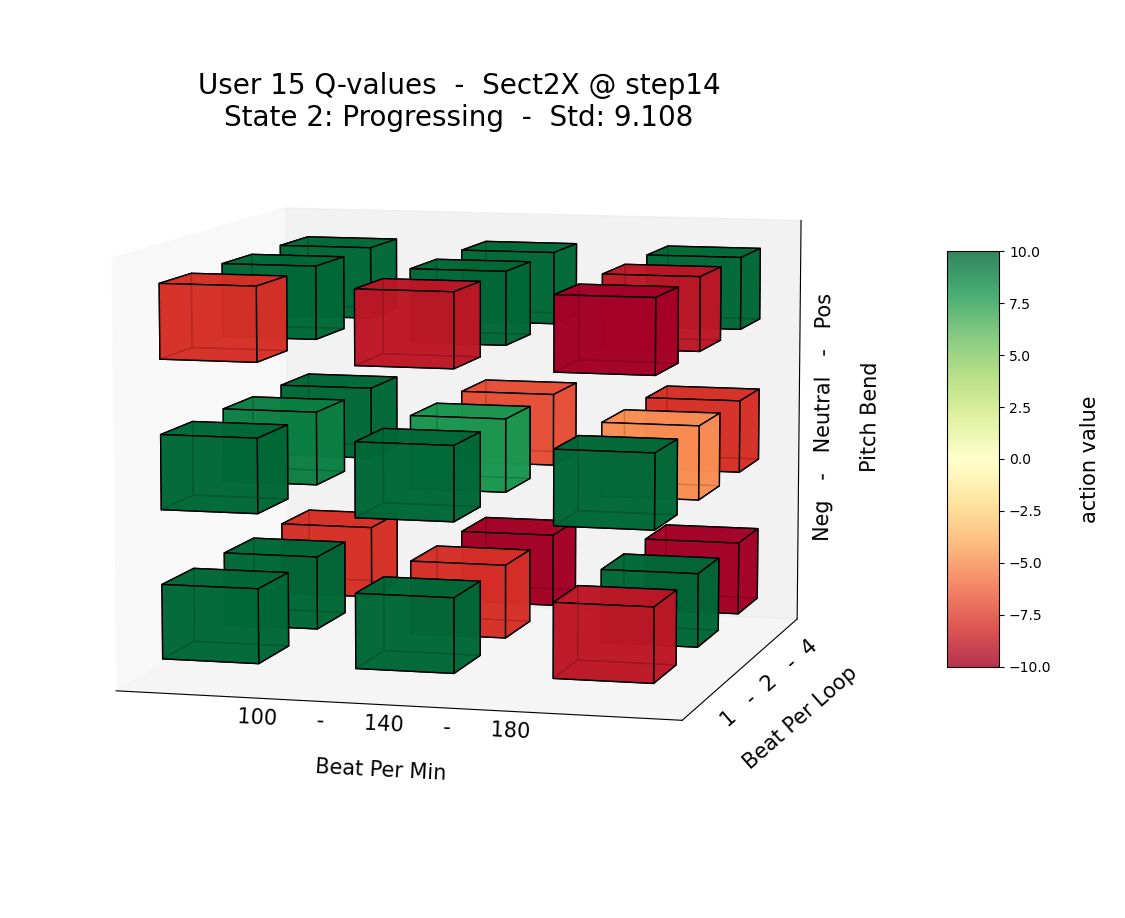 User 15 Q-values  -  Sect2X @ step14
State 2: Progressing  -  Std: 9.108
Neg   -   Neutral   -   Pos
Pitch Bend
100   -   140   -   180
Beat Per Min
1  -  2  -  4
Beat Per Loop
10.0
7.5
5.0
2.5
0.0
−2.5
−5.0
−7.5
−10.0
action value